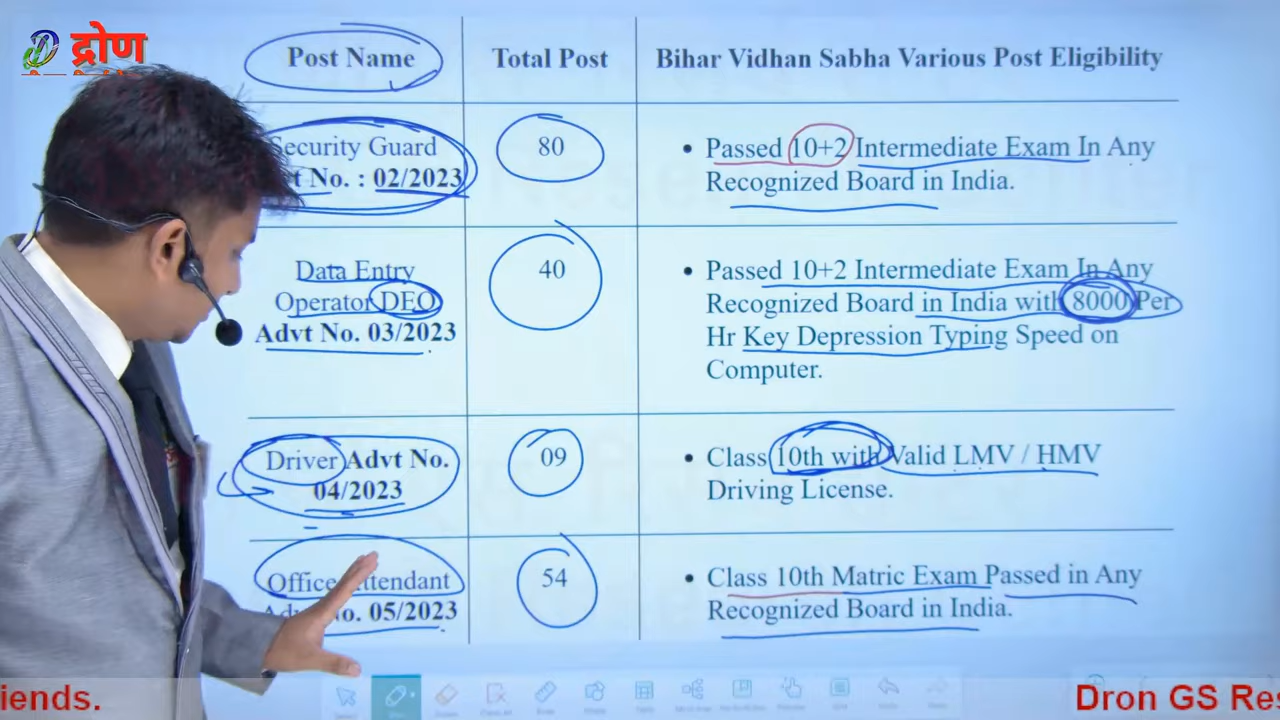 द्रोण
Post Name
Total Post
Bihar Vidhan Sabha Various Post Eligibility
Security Guard
No. : 02/2023
80
• Passed 10+2 Intermediate Exam In Any
Recognized Board in India.
Data Entry
Operator DEO
Advt No. 03/2023
40
• Passed 10+2 Intermediate Exam In Any
Recognized Board in India with 8000 Per
Hr Key Depression Typing Speed on
Computer.
Driver Advt No.
04/2023
09
• Class 10th with Valid LMV / HMV
Driving License.
Office Attendant
No. 05/2023
54
• Class 10th Matric Exam Passed in Any
Recognized Board in India.
iends.
Dron GS Res